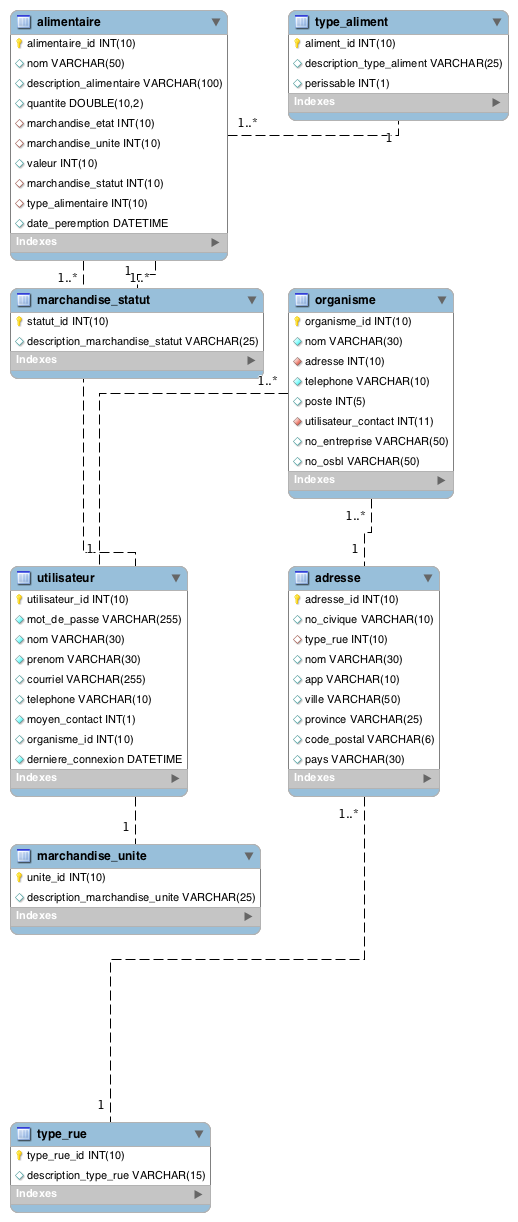 alimentaire
alimentaire_id INT(10)
nom VARCHAR(50)
description_alimentaire VARCHAR(100)
quantite DOUBLE(10,2)
marchandise_etat INT(10)
marchandise_unite INT(10)
valeur INT(10)
marchandise_statut INT(10)
type_alimentaire INT(10)
date_peremption DATETIME
Indexes
type_aliment
aliment_id INT(10)
description_type_aliment VARCHAR(25)
perissable INT(1)
Indexes
1..*
1
1..*
1
1..*
marchandise_statut
statut_id INT(10)
description_marchandise_statut VARCHAR(25)
Indexes
organisme
organisme_id INT(10)
nom VARCHAR(30)
adresse INT(10)
telephone VARCHAR(10)
poste INT(5)
utilisateur_contact INT(11)
no_entreprise VARCHAR(50)
no_osbl VARCHAR(50)
Indexes
1..*
1..*
1
1
utilisateur
utilisateur_id INT(10)
mot_de_passe VARCHAR(255)
nom VARCHAR(30)
prenom VARCHAR(30)
courriel VARCHAR(255)
telephone VARCHAR(10)
moyen_contact INT(1)
organisme_id INT(10)
derniere_connexion DATETIME
Indexes
adresse
adresse_id INT(10)
no_civique VARCHAR(10)
type_rue INT(10)
nom VARCHAR(30)
app VARCHAR(10)
ville VARCHAR(50)
province VARCHAR(25)
code_postal VARCHAR(6)
pays VARCHAR(30)
Indexes
1
1..*
marchandise_unite
unite_id INT(10)
description_marchandise_unite VARCHAR(25)
Indexes
1
type_rue
type_rue_id INT(10)
description_type_rue VARCHAR(15)
Indexes